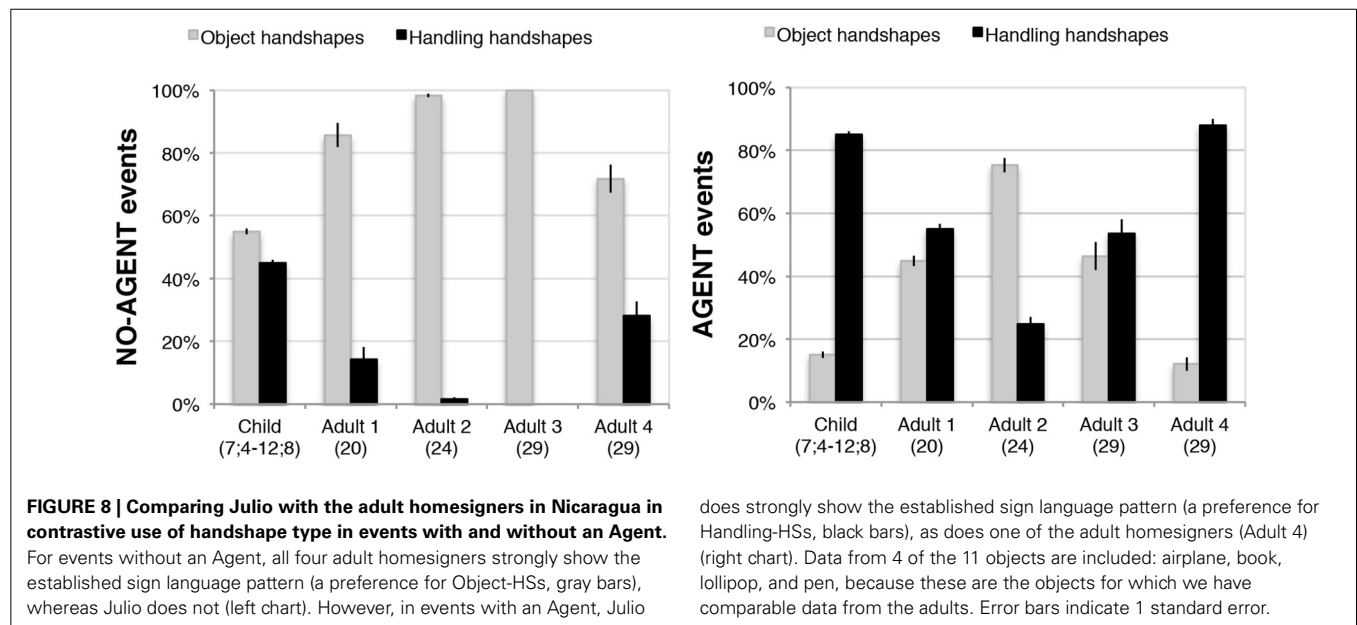 Object handshapes Handling handshapes
NO-AGENT events
100%
80%
60%
40%
20%
0%
Child Adult 1 Adult 2 Adult 3 Adult 4
(7;4-12;8) (20) (24) (29) (29)
Object handshapes Handling handshapes
AGENT events
100%
80%
60%
40%
20%
0%
Child Adult 1 Adult 2 Adult 3 Adult 4
(7;4-12;8) (20) (24) (29) (29)
FIGURE 8 | Comparing Julio with the adult homesigners in Nicaragua in
contrastive use of handshape type in events with and without an Agent.
For events without an Agent, all four adult homesigners strongly show the
established sign language pattern (a preference for Object-HSs, gray bars),
whereas Julio does not (left chart). However, in events with an Agent, Julio
does strongly show the established sign language pattern (a preference for
Handling-HSs, black bars), as does one of the adult homesigners (Adult 4)
(right chart). Data from 4 of the 11 objects are included: airplane, book,
lollipop, and pen, because these are the objects for which we have
comparable data from the adults. Error bars indicate 1 standard error.